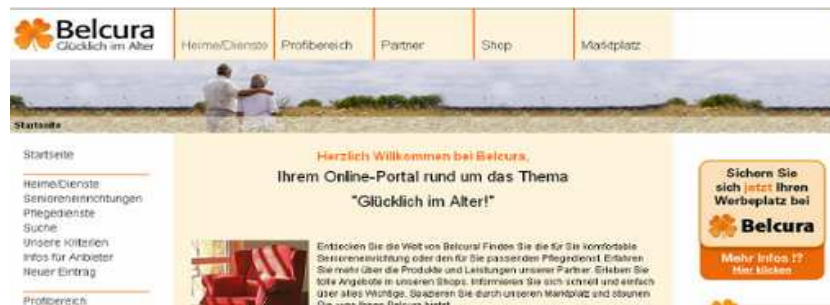 Belcura
Glücklich im Alter
Heime/Dienste
Profibereich
Partner
Shop
Marktplatz
Startseite
Startseite
Heime/Dienste
Senioreneinrichtungen
Pflegedienste
Suche
Unsere Kriterien
Infos für Anbieter
Neuer Eintrag
Profibereich
Herzlich Willkommen bei Belcura,
Ihrem Online-Portal rund um das Thema
"Glücklich im Alter!"
Entdecken Sie die Welt von Belcura! Finden Sie die für Sie komfortable
Senioreneinrichtung oder den für Sie passenden Pflegedienst. Erfahren
Sie mehr über die Produkte und Leistungen unserer Partner. Erleben Sie
tolle Angebote in unseren Shops. Informieren Sie sich schnell und einfach
über alles Wichtige. Spazieren Sie durch unseren Marktplatz und staunen
Sichern Sie
sich jetzt Ihren
Werbeplatz bei
Belcura
Mehr Infos !?
Hier klicken